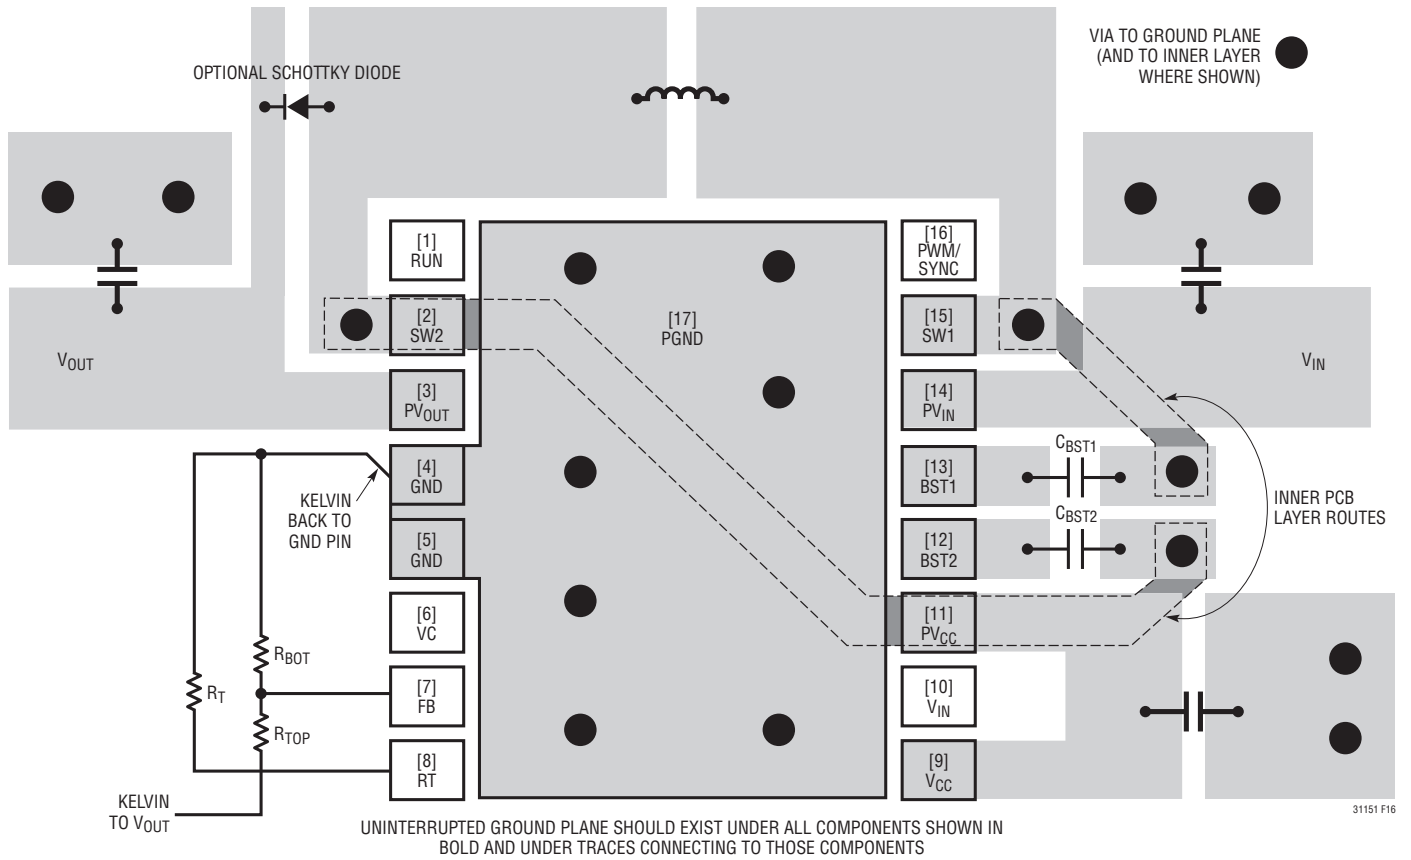 VIA TO GROUND PLANE
(AND TO INNER LAYER
WHERE SHOWN)
OPTIONAL SCHOTTKY DIODE
[1]
RUN
[16]
PWM/
SYNC
[17]
PGND
[2]
SW2
[15]
SW1
VOUT
VIN
[3]
PVOUT
[14]
PVIN
CBST1
[4]
GND
[13]
BST1
KELVIN
BACK TO
GND PIN
INNER PCB
LAYER ROUTES
CBST2
[5]
GND
[12]
BST2
[6]
VC
[11]
PVCC
RBOT
RT
[7]
FB
[10]
VIN
RTOP
[8]
RT
[9]
VCC
KELVIN
TO VOUT
31151 F16
UNINTERRUPTED GROUND PLANE SHOULD EXIST UNDER ALL COMPONENTS SHOWN IN
BOLD AND UNDER TRACES CONNECTING TO THOSE COMPONENTS